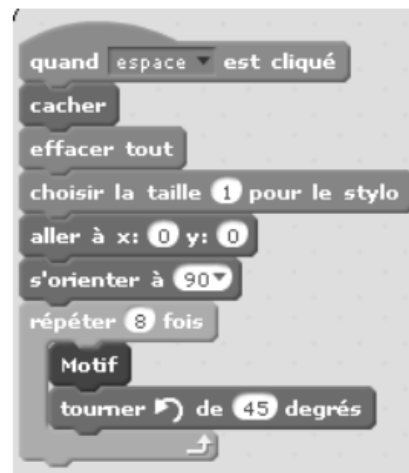 quand espace est cliqué
cacher
effacer tout
choisir la taille 1 pour le stylo
aller à x: 0 y: 0
s'orienter à 90
répéter 8 fois
Motif
tourner de 45 degrés